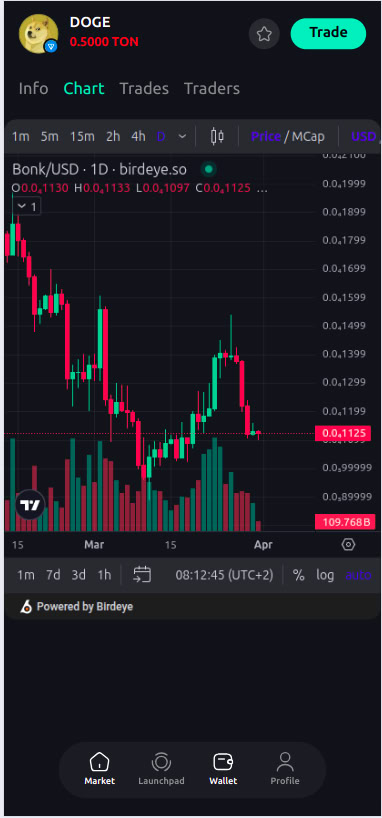 DOGE
0.5000 TON
Trade
Info Chart Trades Traders
1m 5m 15m 2h 4h D Price / MCap USD
Bonk/USD · 1D · birdeye.so
O0.0₄1130 H0.0₄1133 L0.0₄1097 C0.0₄1125 ...
1
0.0₄2100
0.0₄1999
0.0₄1899
0.0₄1799
0.0₄1699
0.0₄1599
0.0₄1499
0.0₄1399
0.0₄1299
0.0₄1199
0.0₄1125
0.0₅99999
0.0₅89999
109.768B
15 Mar 15 Apr
1m 7d 3d 1h 08:12:45 (UTC+2) % log auto
Powered by Birdeye
Market Launchpad Wallet Profile